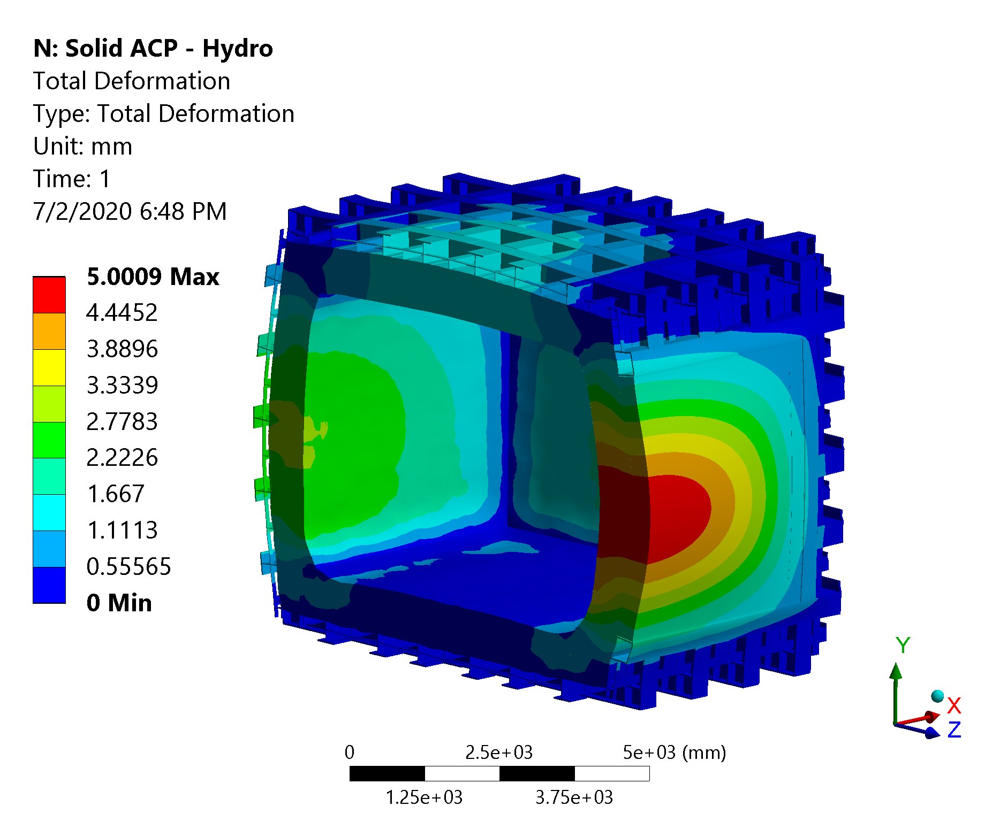 N: Solid ACP - Hydro
Total Deformation
Type: Total Deformation
Unit: mm
Time: 1
7/2/2020 6:48 PM
5.0009 Max
4.4452
3.8896
3.3339
2.7783
2.2226
1.667
1.1113
0.55565
0 Min
Y
X
Z
0 2.5e+03 5e+03 (mm)
1.25e+03 3.75e+03